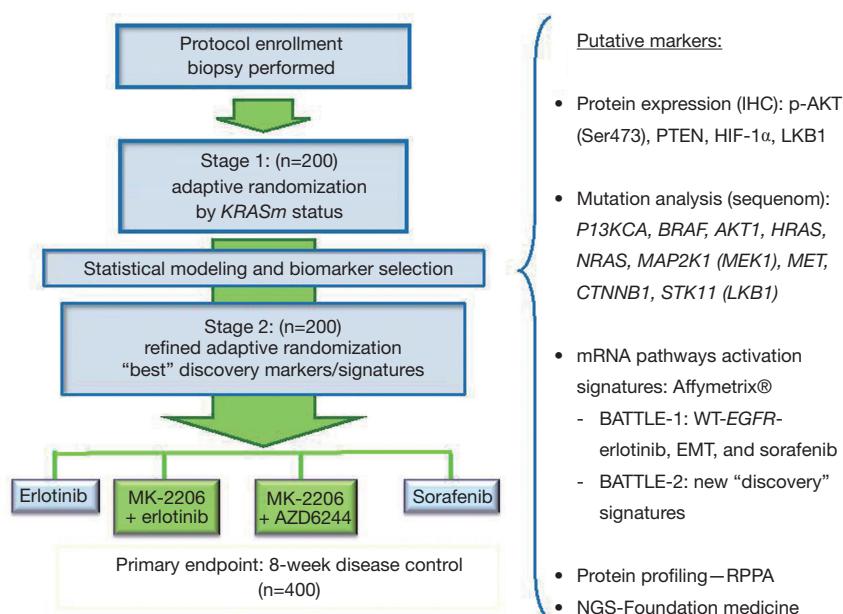 Protocol enrollment
biopsy performed
Stage 1: (n=200)
adaptive randomization
by KRASm status
Statistical modeling and biomarker selection
Stage 2: (n=200)
refined adaptive randomization
“best” discovery markers/signatures
Erlotinib
MK-2206
+ erlotinib
MK-2206
+ AZD6244
Sorafenib
Primary endpoint: 8-week disease control
(n=400)
Putative markers:
• Protein expression (IHC): p-AKT
(Ser473), PTEN, HIF-1α, LKB1
• Mutation analysis (sequenom):
P13KCA, BRAF, AKT1, HRAS,
NRAS, MAP2K1 (MEK1), MET,
CTNNB1, STK11 (LKB1)
• mRNA pathways activation
signatures: Affymetrix®
- BATTLE-1: WT-EGFR-
erlotinib, EMT, and sorafenib
- BATTLE-2: new “discovery”
signatures
• Protein profiling—RPPA
• NGS-Foundation medicine